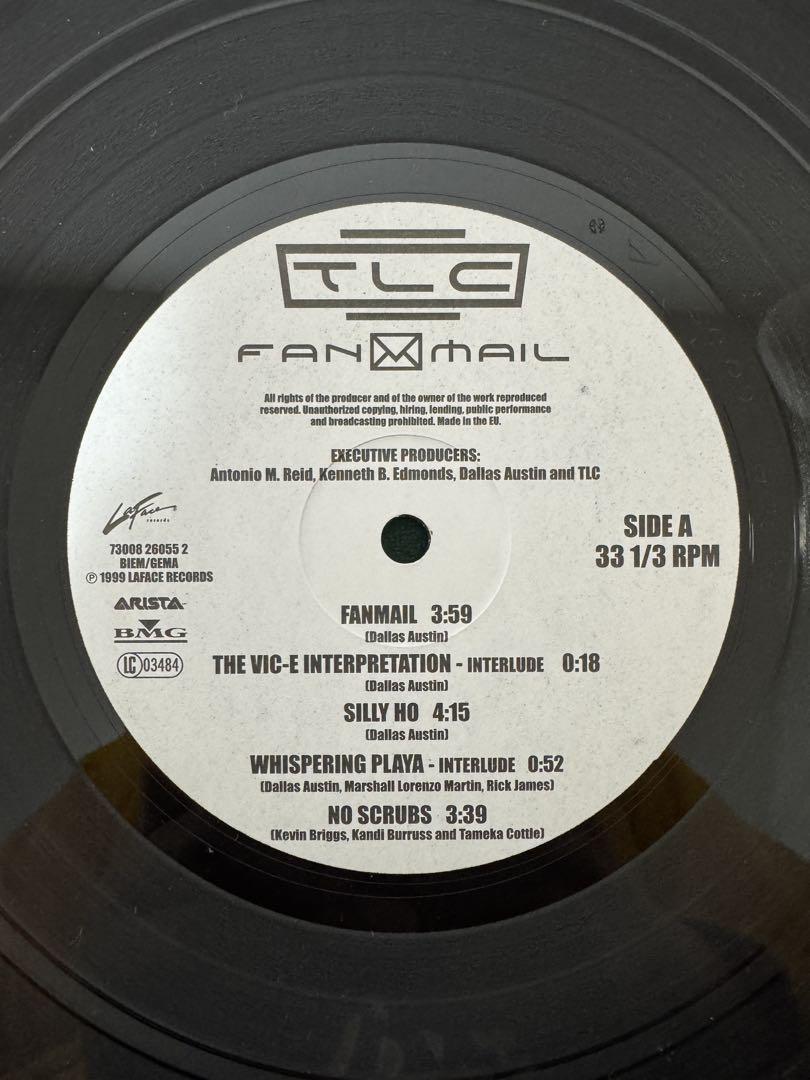 TLC
FAN MAIL
All rights of the producer and of the owner of the work reproduced
reserved. Unauthorized copying, hiring, lending, public performance
and broadcasting prohibited. Made in the EU.
EXECUTIVE PRODUCERS:
Antonio M. Reid, Kenneth B. Edmonds, Dallas Austin and TLC
LaFace
records
73008 26055 2
BIEM/GEMA
℗ 1999 LAFACE RECORDS
ARISTA
BMG
LC 03484
SIDE A
33 1/3 RPM
FANMAIL 3:59
(Dallas Austin)
THE VIC-E INTERPRETATION - INTERLUDE 0:18
(Dallas Austin)
SILLY HO 4:15
(Dallas Austin)
WHISPERING PLAYA - INTERLUDE 0:52
(Dallas Austin, Marshall Lorenzo Martin, Rick James)
NO SCRUBS 3:39
(Kevin Briggs, Kandi Burruss and Tameka Cottle)